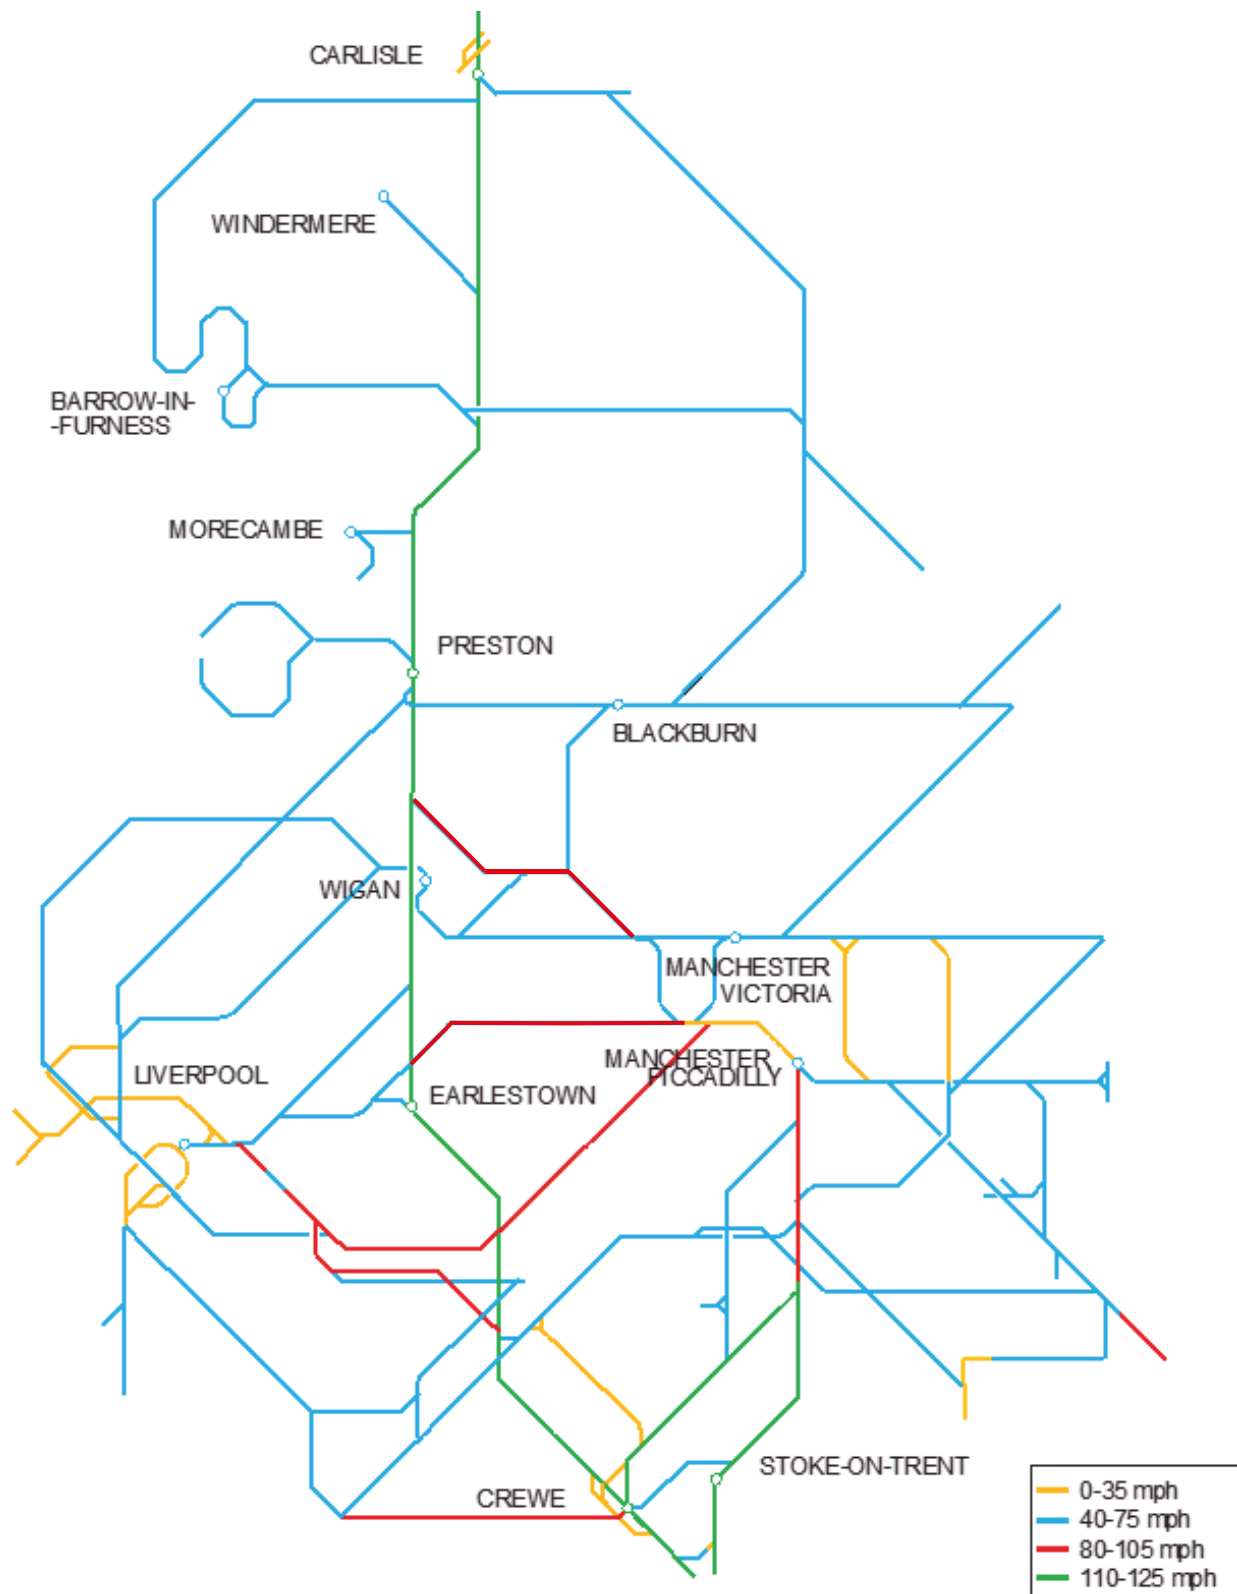 CARLISLE
WINDERMERE
BARROW-IN-
-FURNESS
MORECAMBE
PRESTON
BLACKBURN
WIGAN
MANCHESTER
VICTORIA
LIVERPOOL
MANCHESTER
PICCADILLY
EARLESTOWN
STOKE-ON-TRENT
CREWE
0-35 mph
40-75 mph
80-105 mph
110-125 mph